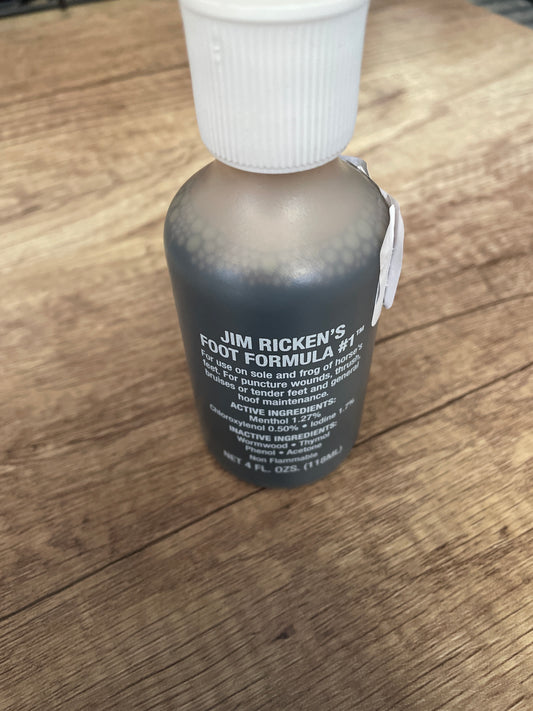 JIM RICKEN'S
FOOT FORMULA #1™
For use on sole and frog of horse's
feet. For puncture wounds, thrush,
bruises or tender feet and general
hoof maintenance.
ACTIVE INGREDIENTS:
Menthol 1.27%
Chloroxylenol 0.50% • Iodine 1.7%
INACTIVE INGREDIENTS:
Wormwood • Thymol
Phenol • Acetone
Non Flammable
NET 4 FL. OZS. (118ML)